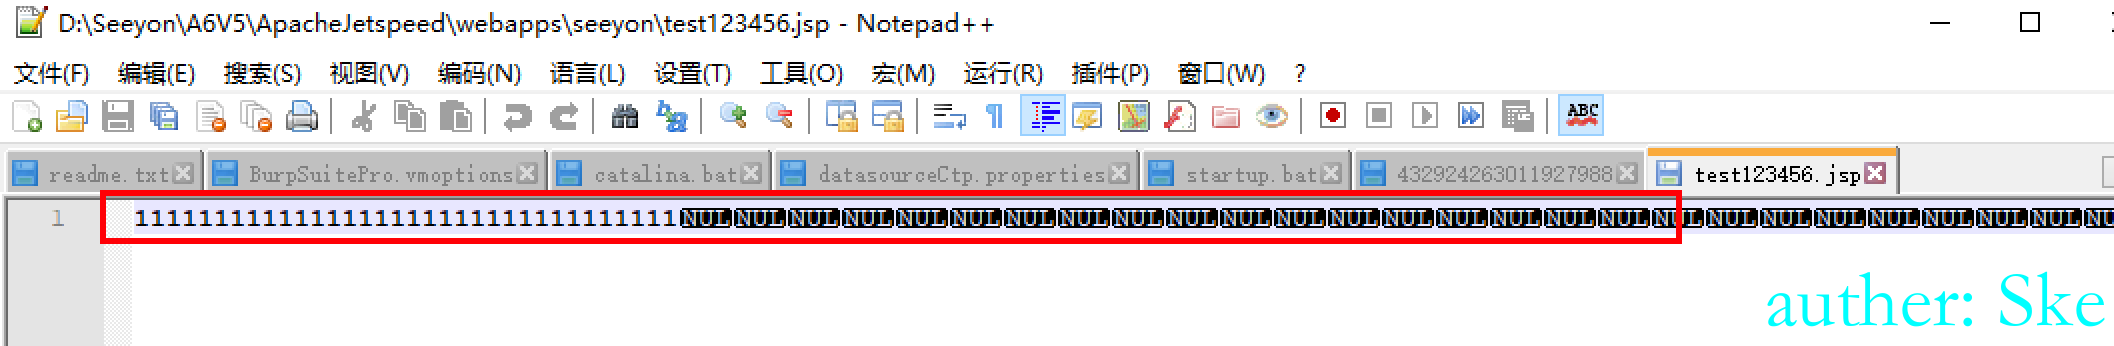 D:\Seeyon\A6V5\ApacheJetspeed\webapps\seeyon\test123456.jsp - Notepad++
文件(F) 编辑(E) 搜索(S) 视图(V) 编码(N) 语言(L) 设置(T) 工具(O) 宏(M) 运行(R) 插件(P) 窗口(W) ?
ABC
readme.txt BurpSuitePro.vmoptions catalina.bat datasourceCtp.properties startup.bat 432924263011927988 test123456.jsp
1 1111111111111111111111111111111111NULNULNULNULNULNULNULNULNULNULNULNULNULNULNULNULNULNULNULNULNULNULNULNULNULNULNU
auther: Ske